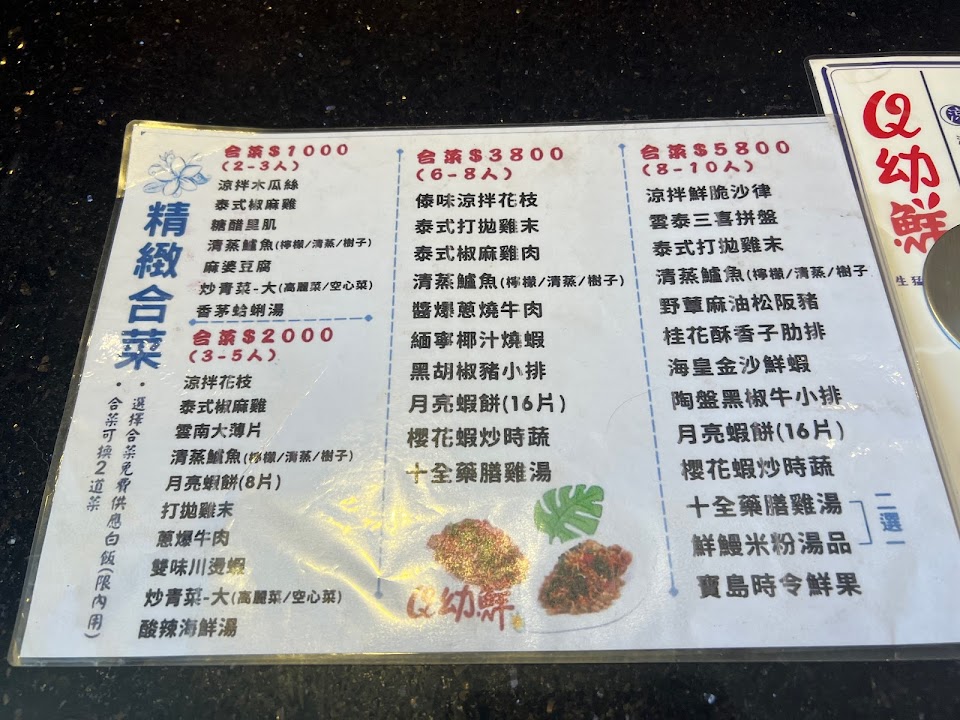 精緻合菜
・選擇合菜免費供應白飯(限內用)
・合菜可換2道菜
合菜$1000
(2-3人)
涼拌木瓜絲
泰式椒麻雞
糖醋里肌
清蒸鱸魚(檸檬/清蒸/樹子)
麻婆豆腐
炒青菜-大(高麗菜/空心菜)
香茅蛤蜊湯
合菜$2000
(3-5人)
涼拌花枝
泰式椒麻雞
雲南大薄片
清蒸鱸魚(檸檬/清蒸/樹子)
月亮蝦餅(8片)
打拋雞末
蔥爆牛肉
雙味川燙蝦
炒青菜-大(高麗菜/空心菜)
酸辣海鮮湯
合菜$3800
(6-8人)
傣味涼拌花枝
泰式打拋雞末
泰式椒麻雞肉
清蒸鱸魚(檸檬/清蒸/樹子)
醬爆蔥燒牛肉
緬寧椰汁燒蝦
黑胡椒豬小排
月亮蝦餅(16片)
櫻花蝦炒時蔬
十全藥膳雞湯
Q幼鮮
合菜$5800
(8-10人)
涼拌鮮脆沙律
雲泰三喜拼盤
泰式打拋雞末
清蒸鱸魚(檸檬/清蒸/樹子
野蕈麻油松阪豬
桂花酥香子肋排
海皇金沙鮮蝦
陶盤黑椒牛小排
月亮蝦餅(16片)
櫻花蝦炒時蔬
十全藥膳雞湯
鮮鰻米粉湯品
二選一
寶島時令鮮果
Q幼鮮
生猛